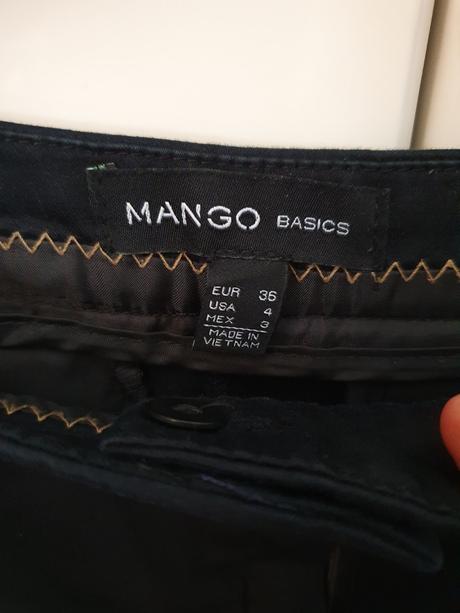 MANGO BASICS
EUR 36
USA 4
MEX 3
MADE IN
VIETNAM